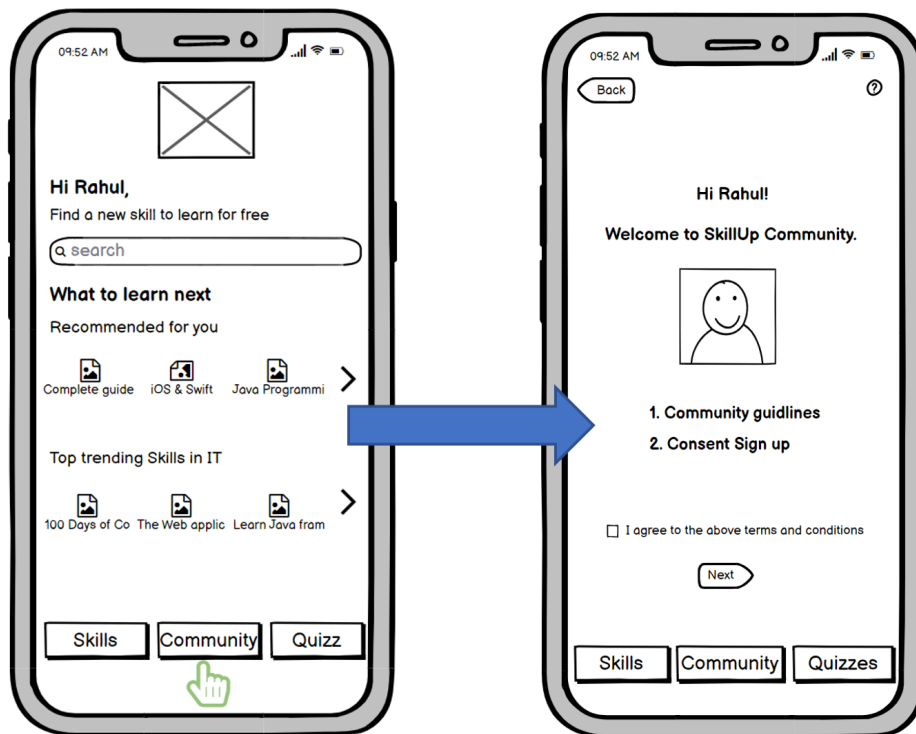 09:52 AM
Hi Rahul,
Find a new skill to learn for free
search
What to learn next
Recommended for you
Complete guide iOS & Swift Java Programmi
Top trending Skills in IT
100 Days of Co The Web applic Learn Java fram
Skills Community Quizz
09:52 AM
Back ?
Hi Rahul!
Welcome to SkillUp Community.
1. Community guidlines
2. Consent Sign up
I agree to the above terms and conditions
Next
Skills Community Quizzes